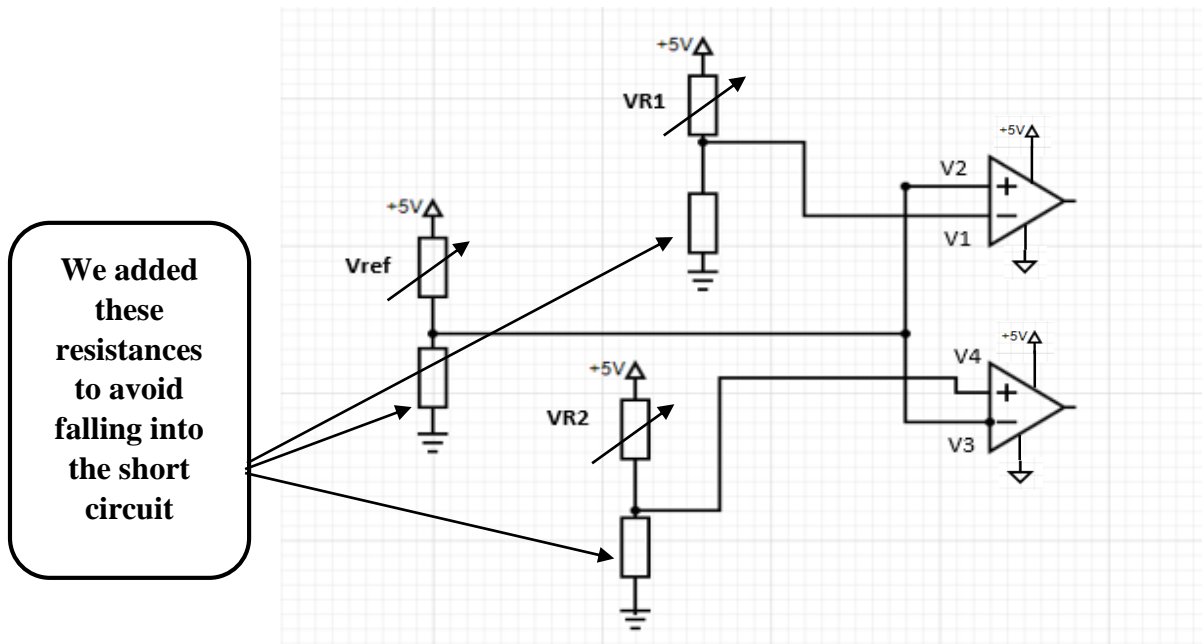 +5V
VR1
+5V
V2
+
−
V1
+5V
Vref
We added
these
resistances
to avoid
falling into
the short
circuit
+5V
VR2
+5V
V4
+
−
V3